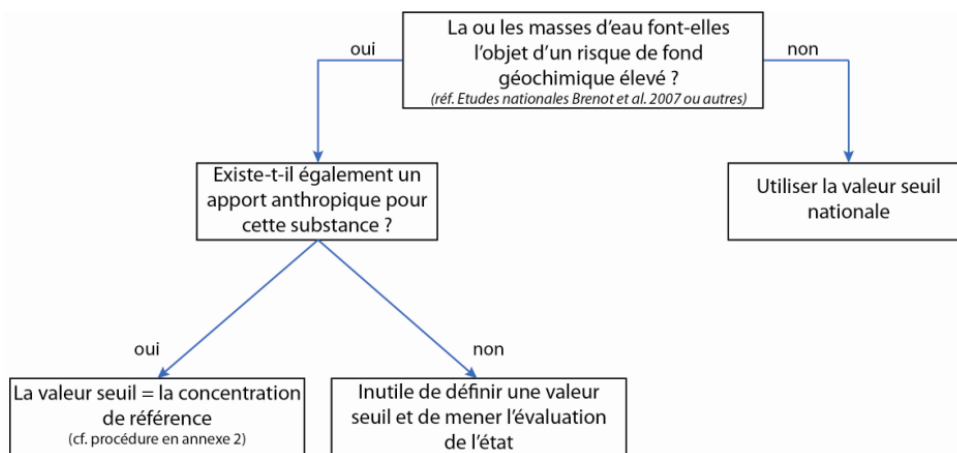 La ou les masses d'eau font-elles
l'objet d'un risque de fond
géochimique élevé ?
(réf. Etudes nationales Brenot et al. 2007 ou autres)
oui
non
Existe-t-il également un
apport anthropique pour
cette substance ?
Utiliser la valeur seuil
nationale
oui
non
La valeur seuil = la concentration
de référence
(cf. procédure en annexe 2)
Inutile de définir une valeur
seuil et de mener l'évaluation
de l'état